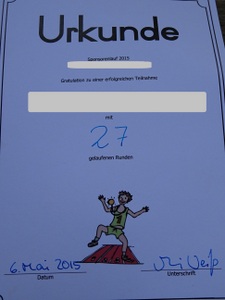 Urkunde
Sponsorenlauf 2015
Gratulation zu einer erfolgreichen Teilnahme
mit
27
gelaufenen Runden
6. Mai 2015
Datum
Unterschrift